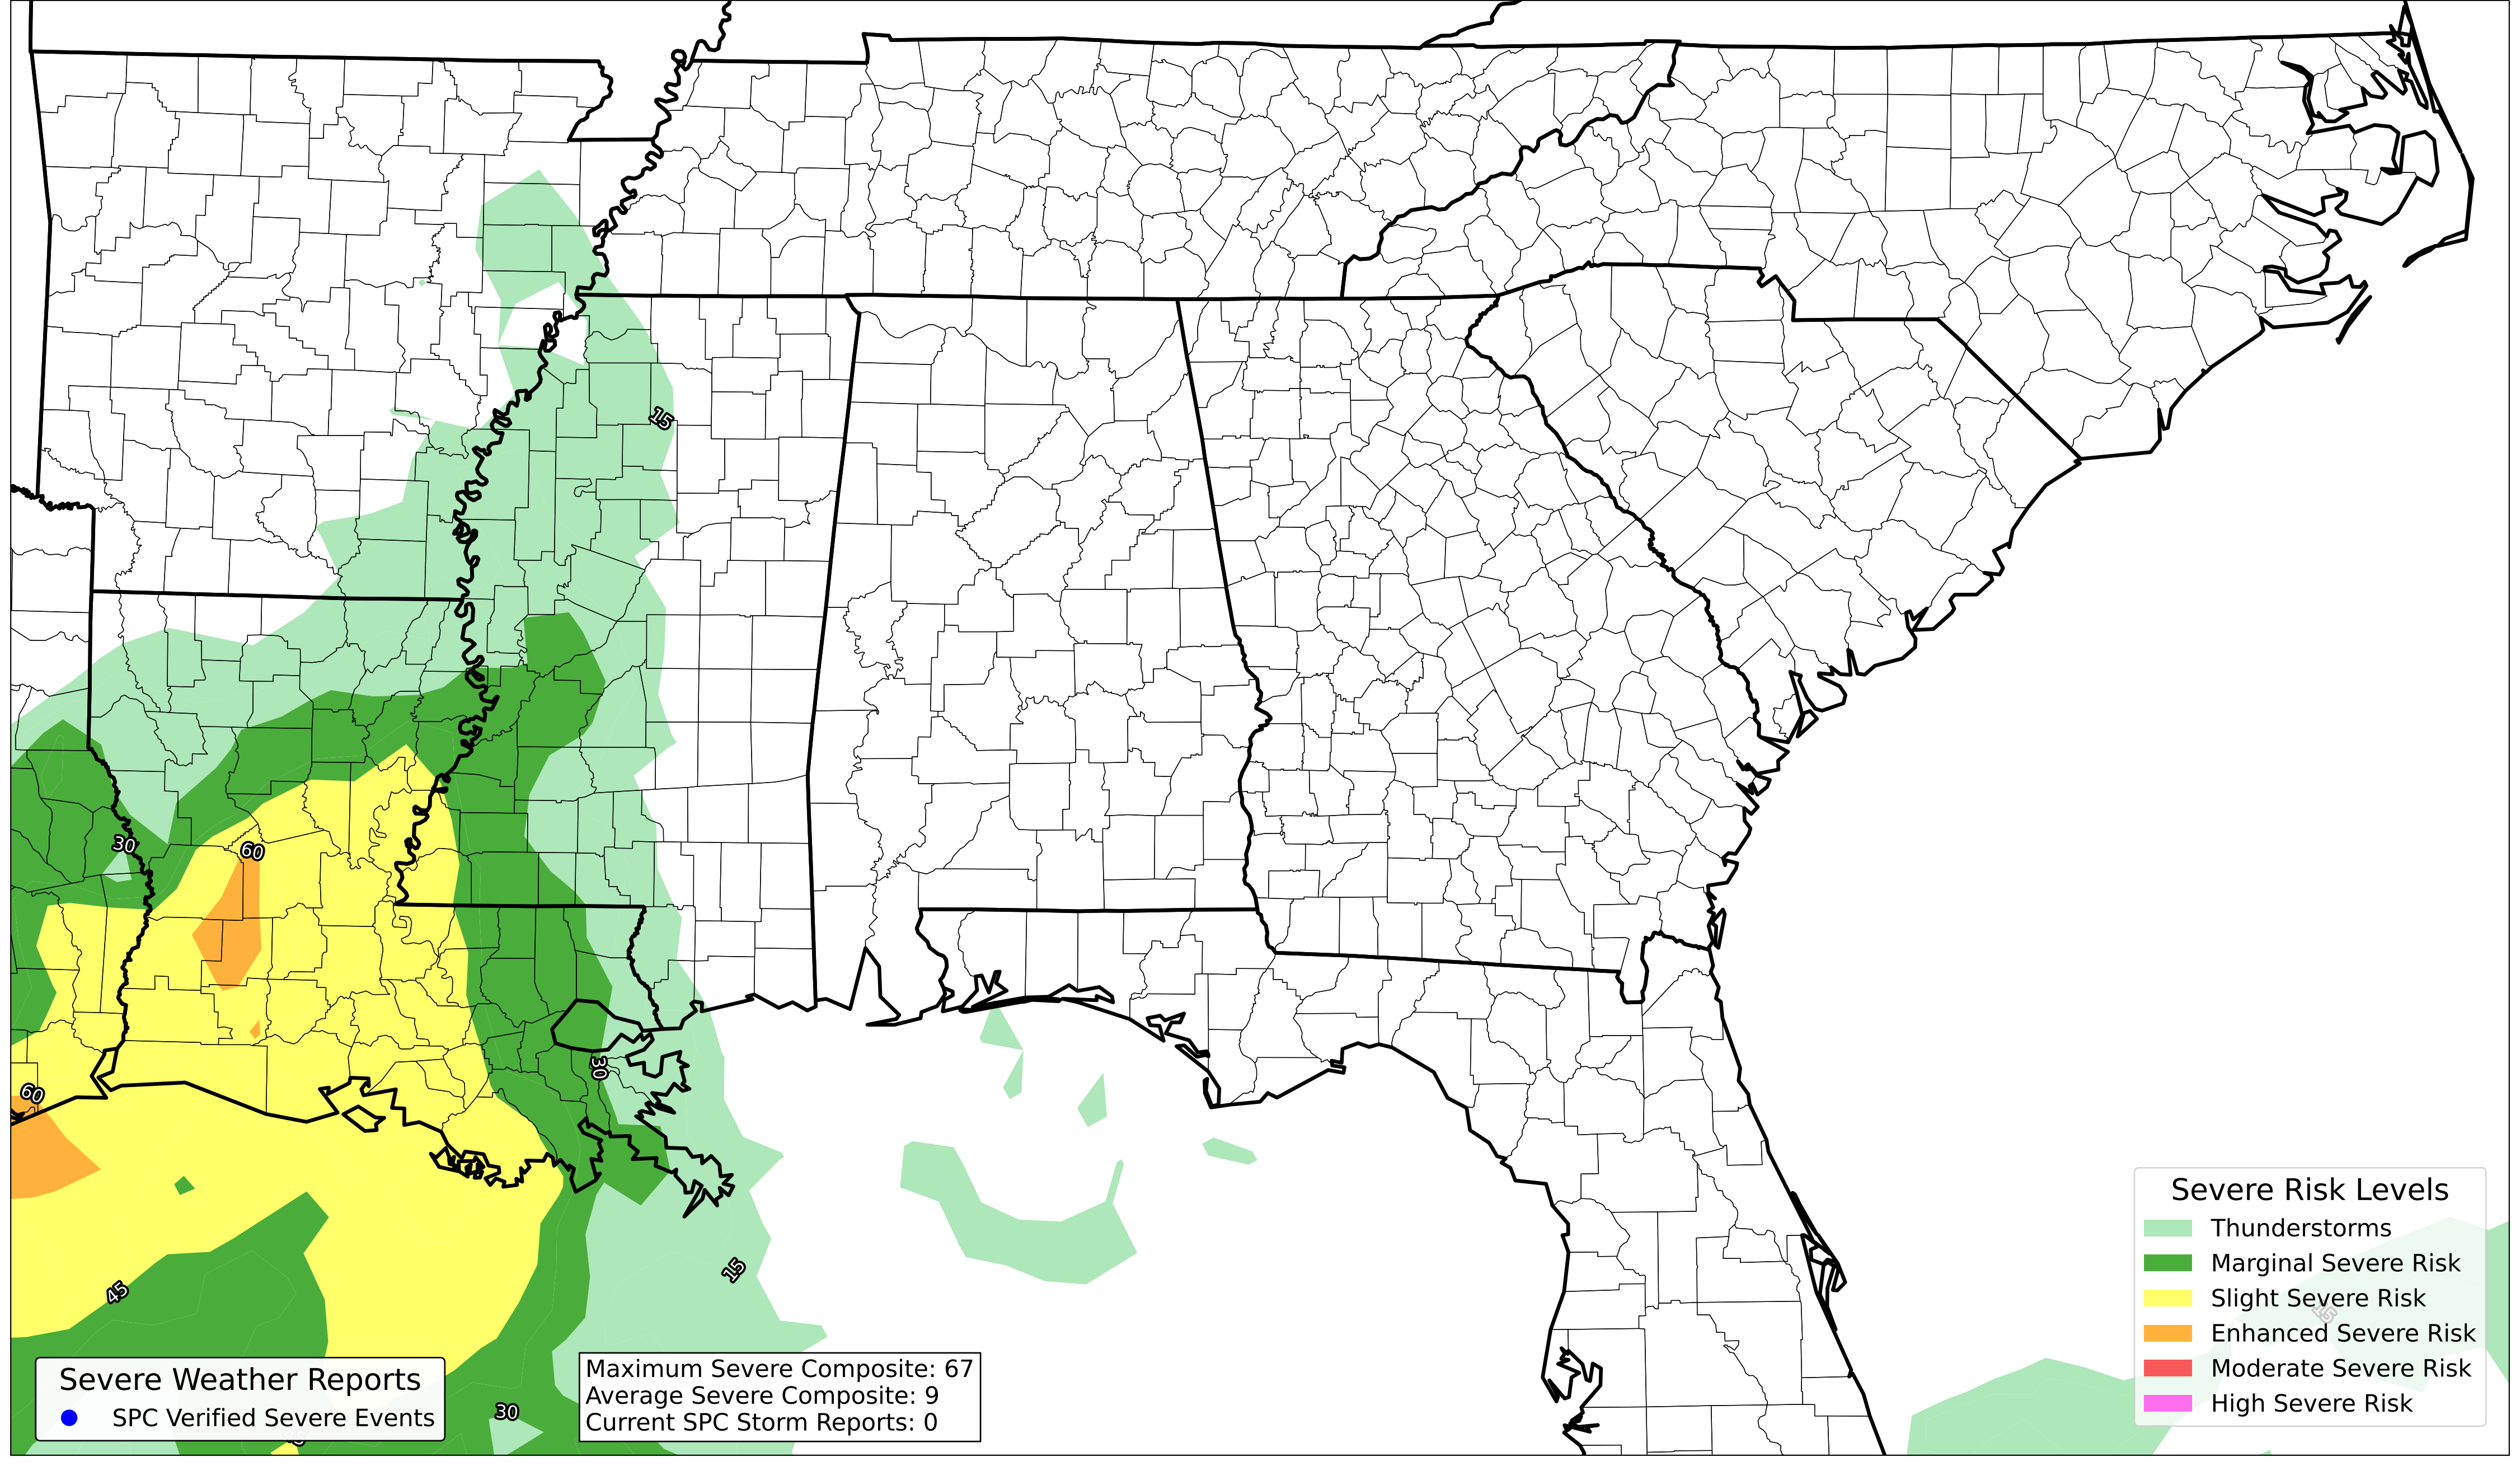 15
30
60
30
60
15
45
30
Severe Weather Reports
SPC Verified Severe Events
Maximum Severe Composite: 67
Average Severe Composite: 9
Current SPC Storm Reports: 0
Severe Risk Levels
Thunderstorms
Marginal Severe Risk
15
Slight Severe Risk
Enhanced Severe Risk
Moderate Severe Risk
High Severe Risk